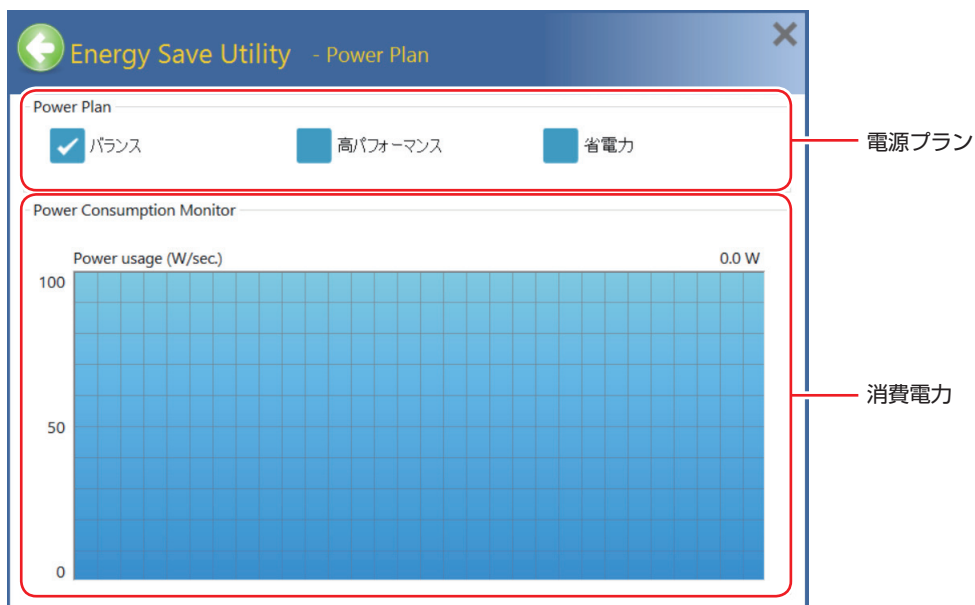 Energy Save Utility - Power Plan
Power Plan
バランス 高パフォーマンス 省電力
電源プラン
Power Consumption Monitor
Power usage (W/sec.) 0.0 W
100
消費電力
50
0